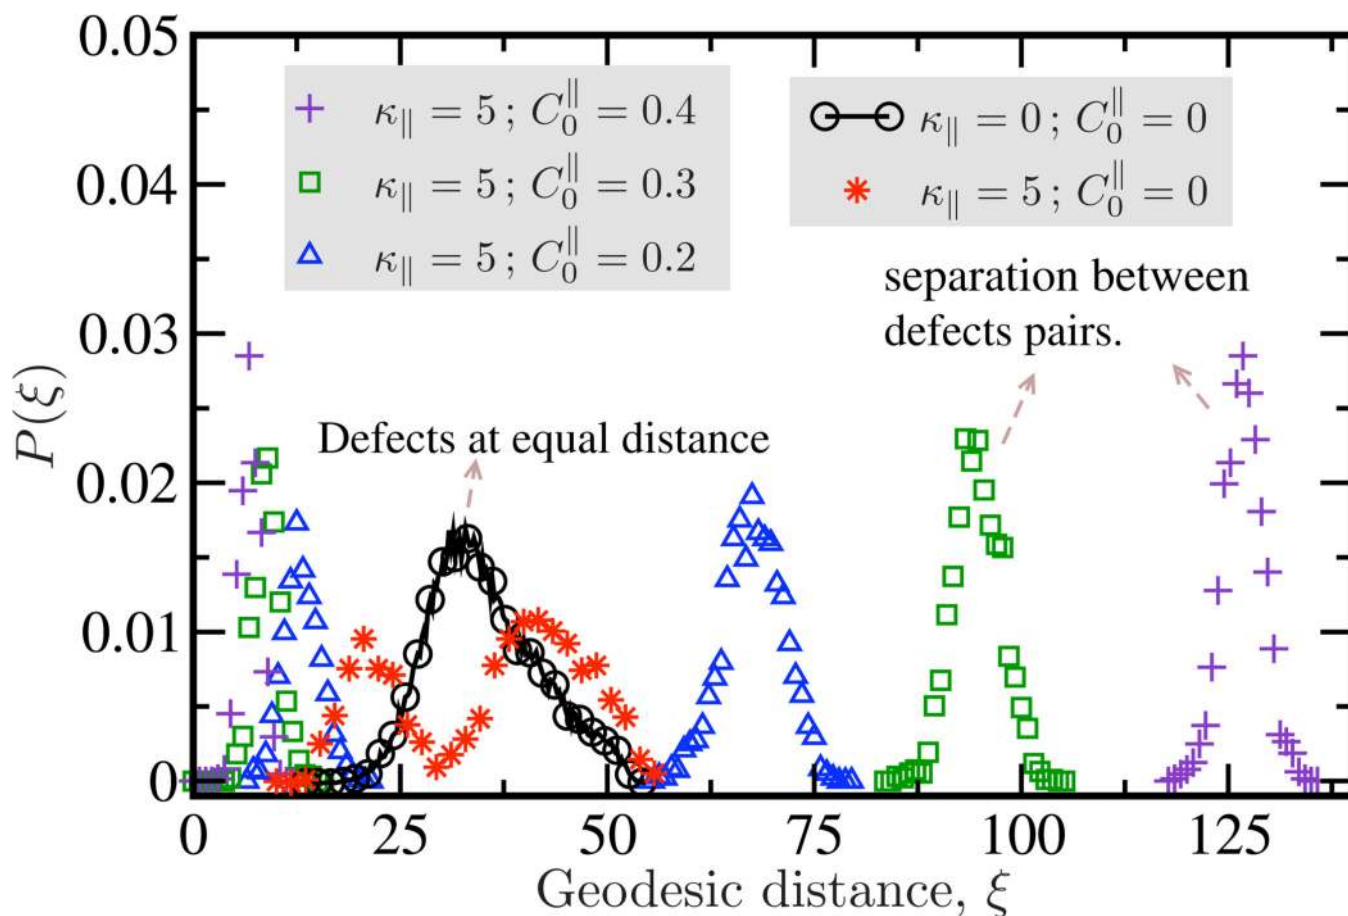 0.05
κ∥ = 5 ; C₀^∥ = 0.4
κ∥ = 0 ; C₀^∥ = 0
0.04
κ∥ = 5 ; C₀^∥ = 0.3
κ∥ = 5 ; C₀^∥ = 0
κ∥ = 5 ; C₀^∥ = 0.2
separation between
defects pairs.
0.03
P(ξ)
Defects at equal distance
0.02
0.01
0
0 25 50 75 100 125
Geodesic distance, ξ